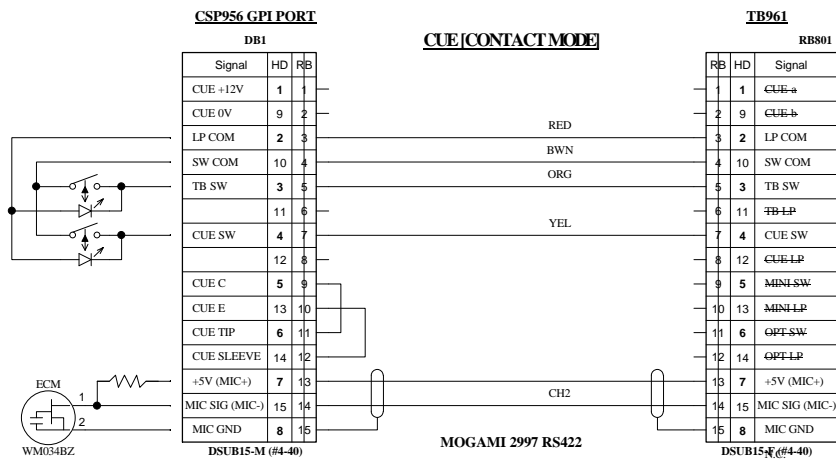 CSP956 GPI PORT
TB961
DB1
CUE [CONTACT MODE]
RB801
Signal HD RB
RB HD Signal
CUE +12V 1 1
1 1 CUE a
CUE 0V 9 2
2 9 CUE b
RED
LP COM 2 3
3 2 LP COM
BWN
SW COM 10 4
4 10 SW COM
ORG
TB SW 3 5
5 3 TB SW
11 6
6 11 TB LP
YEL
CUE SW 4 7
7 4 CUE SW
12 8
8 12 CUE LP
CUE C 5 9
9 5 MINI SW
CUE E 13 10
10 13 MINI LP
CUE TIP 6 11
11 6 OPT SW
CUE SLEEVE 14 12
12 14 OPT LP
+5V (MIC+) 7 13
13 7 +5V (MIC+)
ECM
CH2
1
MIC SIG (MIC-) 15 14
14 15 MIC SIG (MIC-)
2
MIC GND 8 15
15 8 MIC GND
WM034BZ
DSUB15-M (#4-40)
MOGAMI 2997 RS422
DSUB15-F (#4-40)
N.C.